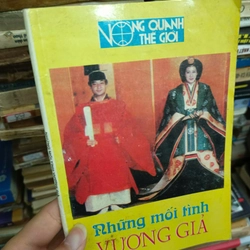 VÒNG QUANH
THẾ GIỚI
Những mối tình
VƯƠNG GIẢ